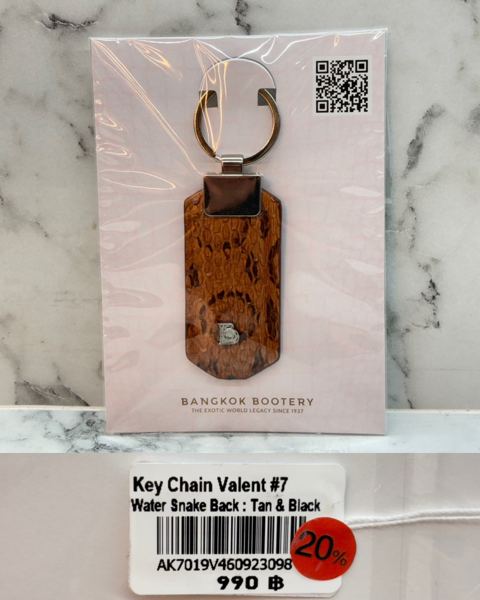 B
BANGKOK BOOTERY
THE EXOTIC WORLD LEGACY SINCE 1937
Key Chain Valent #7
Water Snake Back : Tan & Black
AK7019V460923098
20%
990 ฿